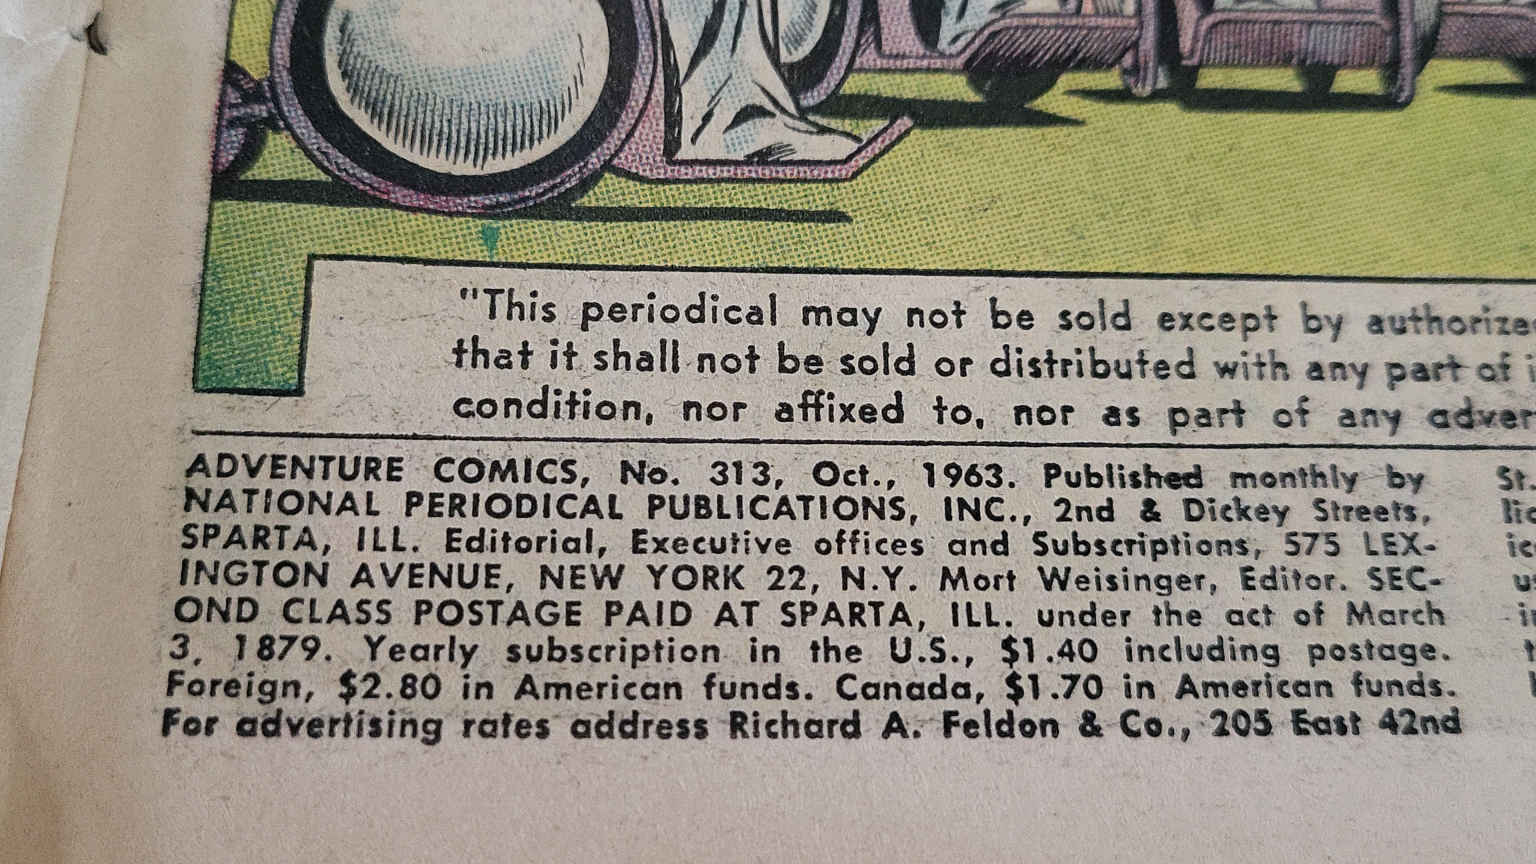 "This periodical may not be sold except by authorize
that it shall not be sold or distributed with any part of
condition, nor affixed to, nor as part of any adver
ADVENTURE COMICS, No. 313, Oct., 1963. Published monthly by
NATIONAL PERIODICAL PUBLICATIONS, INC., 2nd & Dickey Streets,
SPARTA, ILL. Editorial, Executive offices and Subscriptions, 575 LEX-
INGTON AVENUE, NEW YORK 22, N.Y. Mort Weisinger, Editor. SEC-
OND CLASS POSTAGE PAID AT SPARTA, ILL. under the act of March
3, 1879. Yearly subscription in the U.S., $1.40 including postage.
Foreign, $2.80 in American funds. Canada, $1.70 in American funds.
For advertising rates address Richard A. Feldon & Co., 205 East 42nd
St.